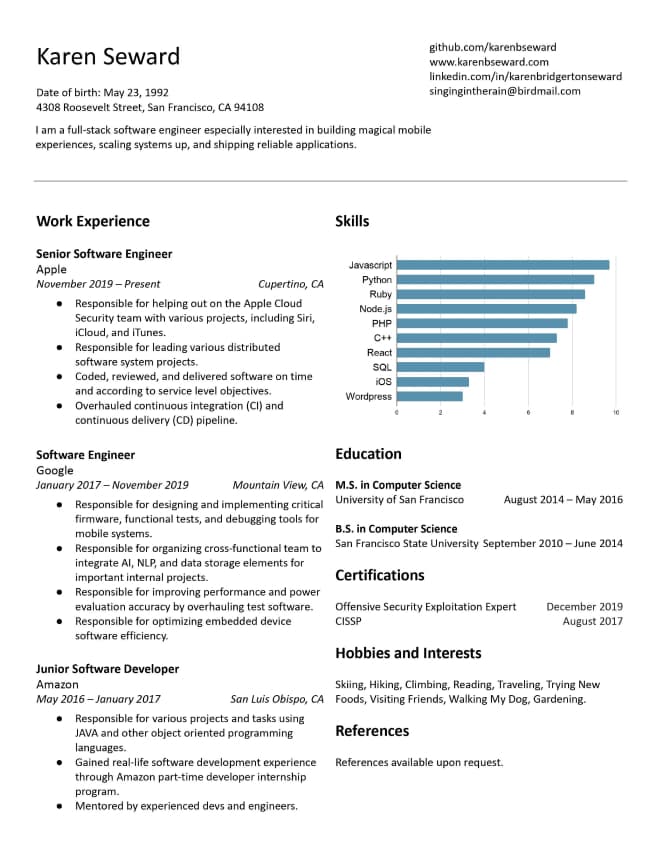 Karen Seward
Date of birth: May 23, 1992
4308 Roosevelt Street, San Francisco, CA 94108
github.com/karenbseward
www.karenbseward.com
linkedin.com/in/karenbridgertonseward
singingintherain@birdmail.com
I am a full-stack software engineer especially interested in building magical mobile
experiences, scaling systems up, and shipping reliable applications.
Work Experience
Senior Software Engineer
Apple
November 2019 – Present Cupertino, CA
● Responsible for helping out on the Apple Cloud
Security team with various projects, including Siri,
iCloud, and iTunes.
● Responsible for leading various distributed
software system projects.
● Coded, reviewed, and delivered software on time
and according to service level objectives.
● Overhauled continuous integration (CI) and
continuous delivery (CD) pipeline.
Software Engineer
Google
January 2017 – November 2019 Mountain View, CA
● Responsible for designing and implementing critical
firmware, functional tests, and debugging tools for
mobile systems.
● Responsible for organizing cross-functional team to
integrate AI, NLP, and data storage elements for
important internal projects.
● Responsible for improving performance and power
evaluation accuracy by overhauling test software.
● Responsible for optimizing embedded device
software efficiency.
Junior Software Developer
Amazon
May 2016 – January 2017 San Luis Obispo, CA
● Responsible for various projects and tasks using
JAVA and other object oriented programming
languages.
● Gained real-life software development experience
through Amazon part-time developer internship
program.
● Mentored by experienced devs and engineers.
Skills
Javascript
Python
Ruby
Node.js
PHP
C++
React
SQL
iOS
Wordpress
0 2 4 6 8 10
Education
M.S. in Computer Science
University of San Francisco August 2014 – May 2016
B.S. in Computer Science
San Francisco State University September 2010 – June 2014
Certifications
Offensive Security Exploitation Expert December 2019
CISSP August 2017
Hobbies and Interests
Skiing, Hiking, Climbing, Reading, Traveling, Trying New
Foods, Visiting Friends, Walking My Dog, Gardening.
References
References available upon request.